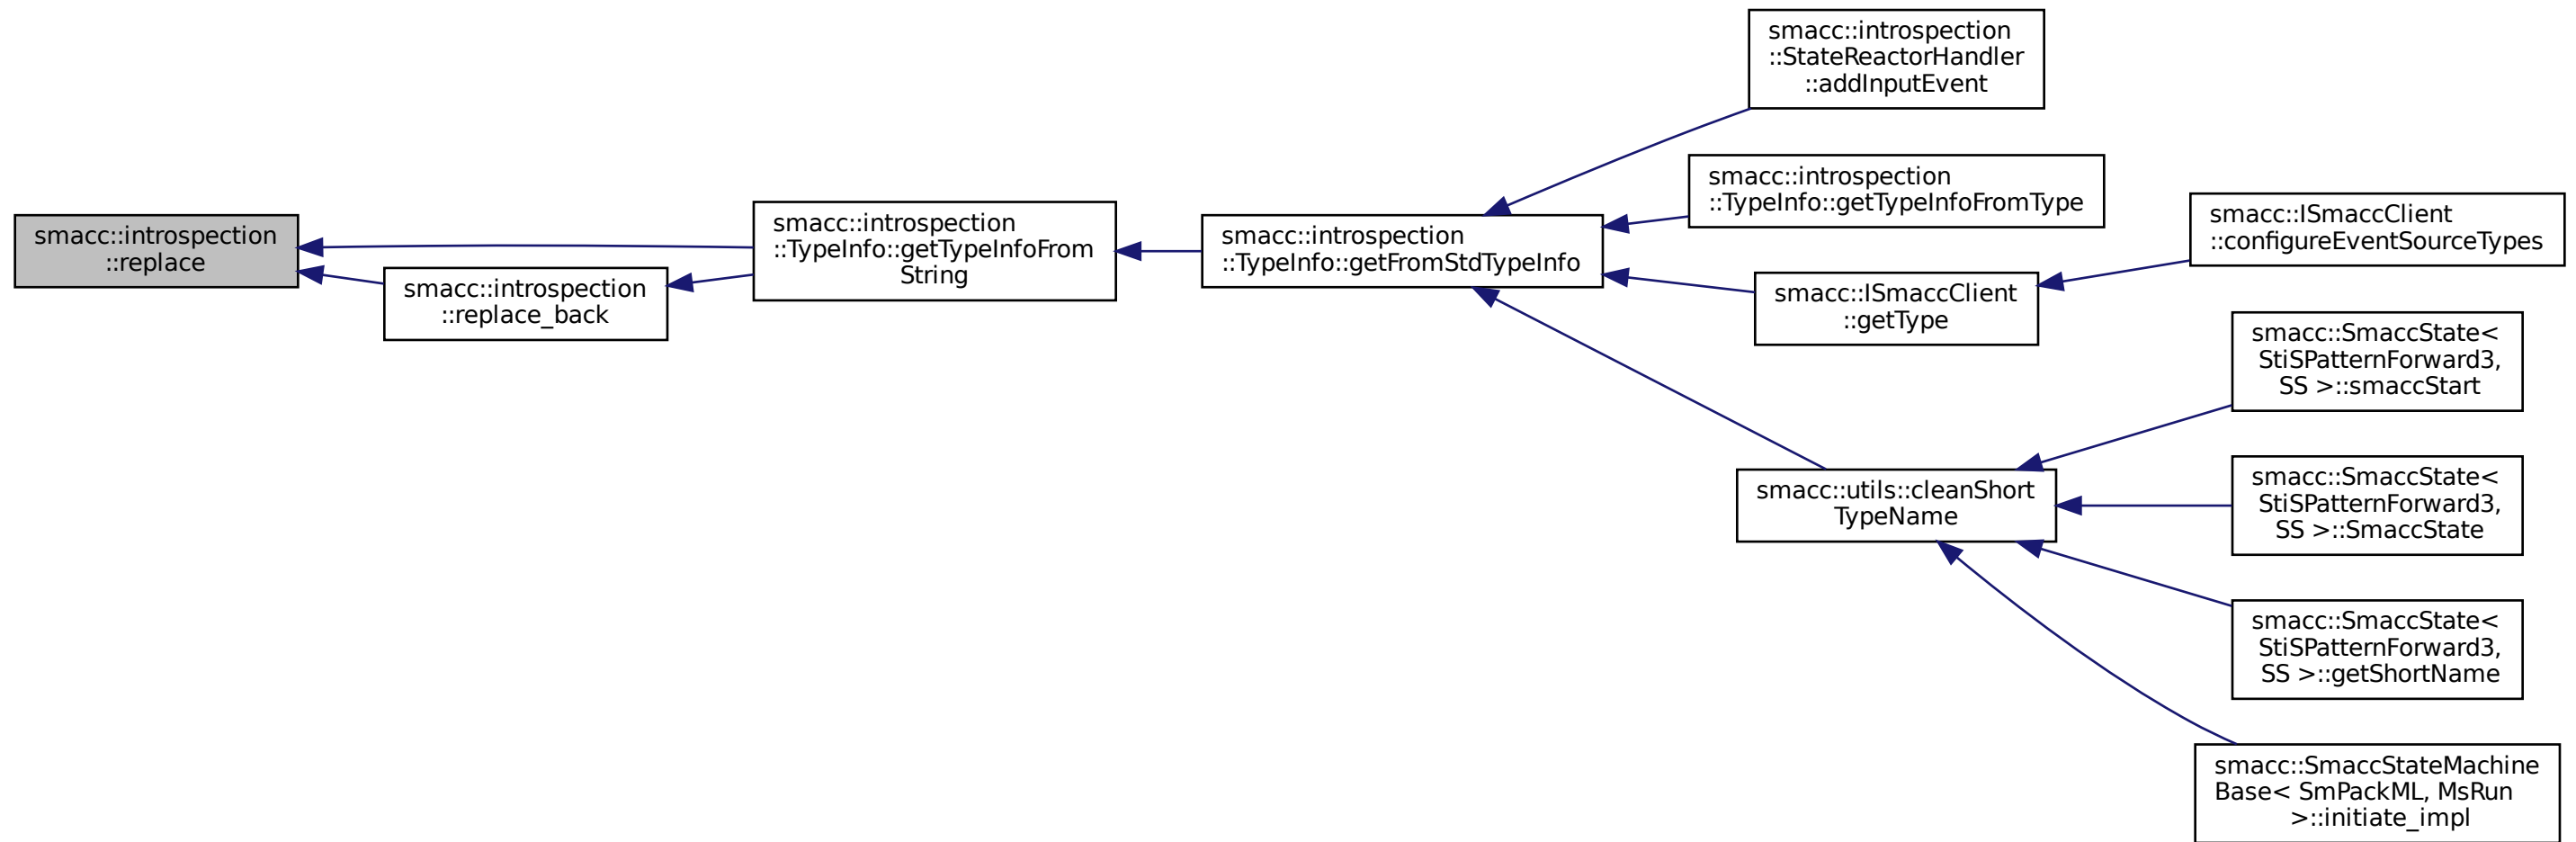 smacc::introspection
::replace
smacc::introspection
::replace_back
smacc::introspection
::TypeInfo::getTypeInfoFrom
String
smacc::introspection
::TypeInfo::getFromStdTypeInfo
smacc::introspection
::StateReactorHandler
::addInputEvent
smacc::introspection
::TypeInfo::getTypeInfoFromType
smacc::ISmaccClient
::getType
smacc::ISmaccClient
::configureEventSourceTypes
smacc::utils::cleanShort
TypeName
smacc::SmaccState<
StiSPatternForward3,
SS >::smaccStart
smacc::SmaccState<
StiSPatternForward3,
SS >::SmaccState
smacc::SmaccState<
StiSPatternForward3,
SS >::getShortName
smacc::SmaccStateMachine
Base< SmPackML, MsRun
>::initiate_impl